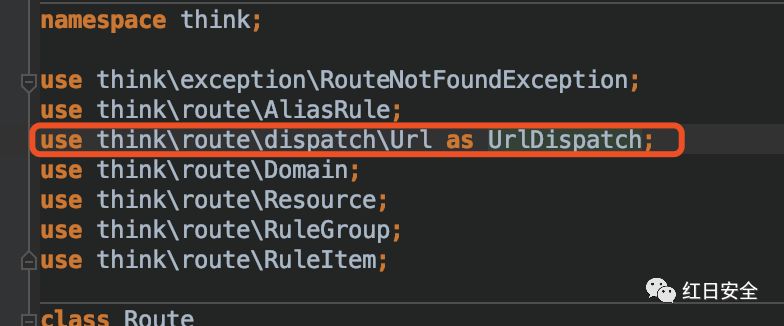 namespace think;
use think\exception\RouteNotFoundException;
use think\route\AliasRule;
use think\route\dispatch\Url as UrlDispatch;
use think\route\Domain;
use think\route\Resource;
use think\route\RuleGroup;
use think\route\RuleItem;
红日安全
class Route